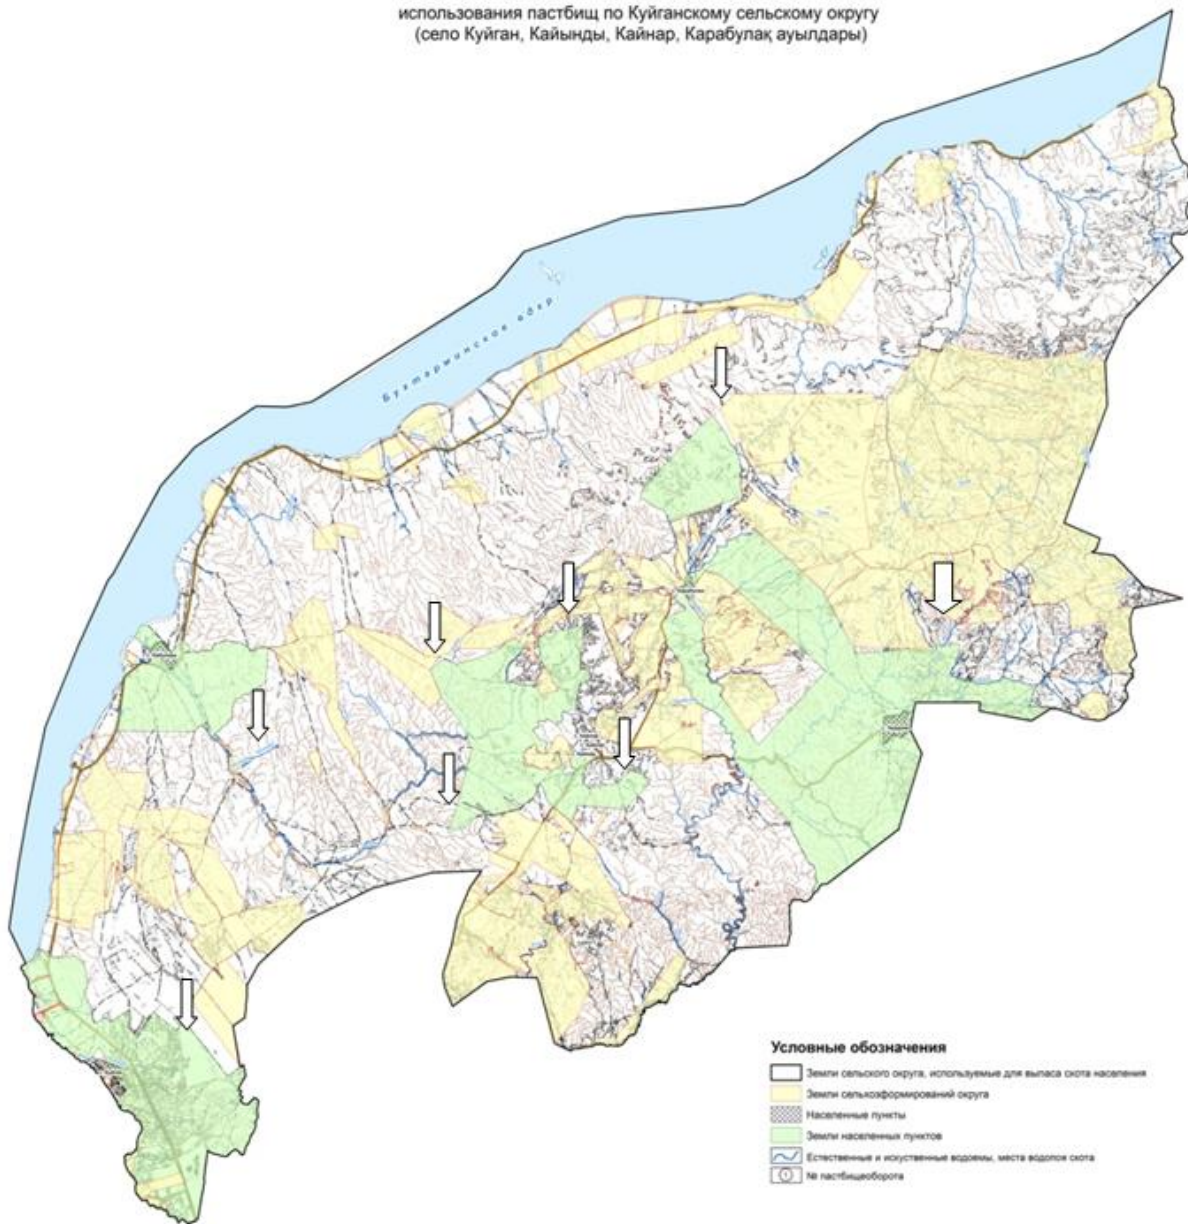 использования пастбищ по Куйганскому сельскому округу
(село Куйган, Кайынды, Кайнар, Карабулақ ауылдары)
Бухтарминское вдхр.
Условные обозначения
Земли сельского округа, используемые для выпаса скота населения
Земли сельхозформирований округа
Населенные пункты
Земли населенных пунктов
Естественные и искуственные водоемы, места водопоя скота
1 № пастбищеоборота